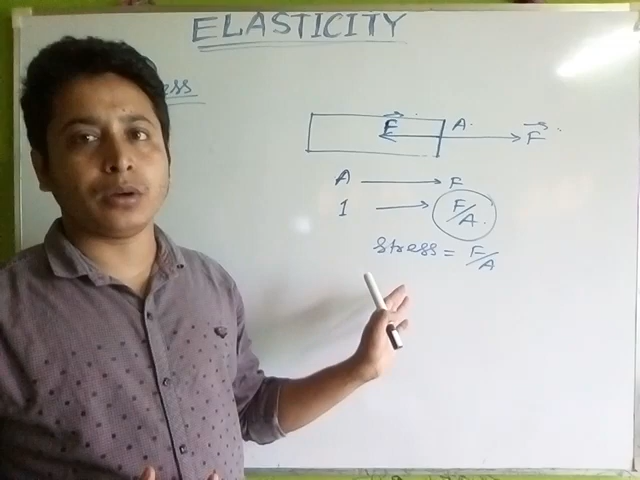 ELASTICITY
ess
F A F
A → F
1 → F/A.
Stress = F/A